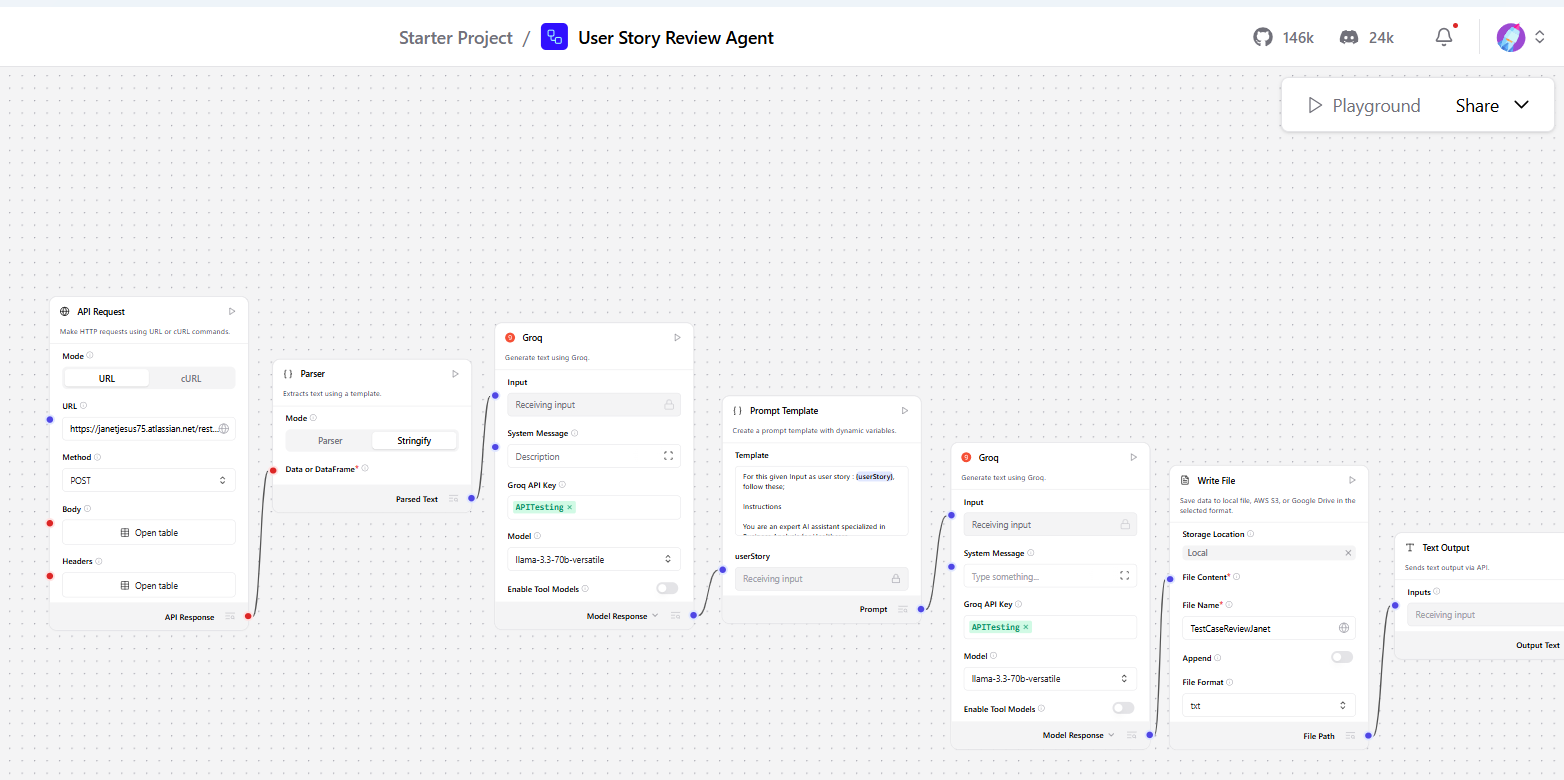 Starter Project / User Story Review Agent
146k 24k
Playground Share
API Request
Make HTTP requests using URL or cURL commands.
Mode
URL cURL
URL
https://janetjesus75.atlassian.net/rest...
Method
POST
Body
Open table
Headers
Open table
API Response
Parser
Extracts text using a template.
Mode
Parser Stringify
Data or DataFrame*
Parsed Text
Groq
Generate text using Groq.
Input
Receiving input
System Message
Description
Groq API Key
APITesting ×
Model
llama-3.3-70b-versatile
Enable Tool Models
Model Response
Prompt Template
Create a prompt template with dynamic variables.
Template
For this given Input as user story : {userStory},
follow these;
Instructions
You are an expert AI assistant specialized in
userStory
Receiving input
Prompt
Groq
Generate text using Groq.
Input
Receiving input
System Message
Type something...
Groq API Key
APITesting ×
Model
llama-3.3-70b-versatile
Enable Tool Models
Model Response
Write File
Save data to local file, AWS S3, or Google Drive in the
selected format.
Storage Location
Local
File Content*
File Name*
TestCaseReviewJanet
Append
File Format
txt
File Path
Text Output
Sends text output via API.
Inputs
Receiving input
Output Text